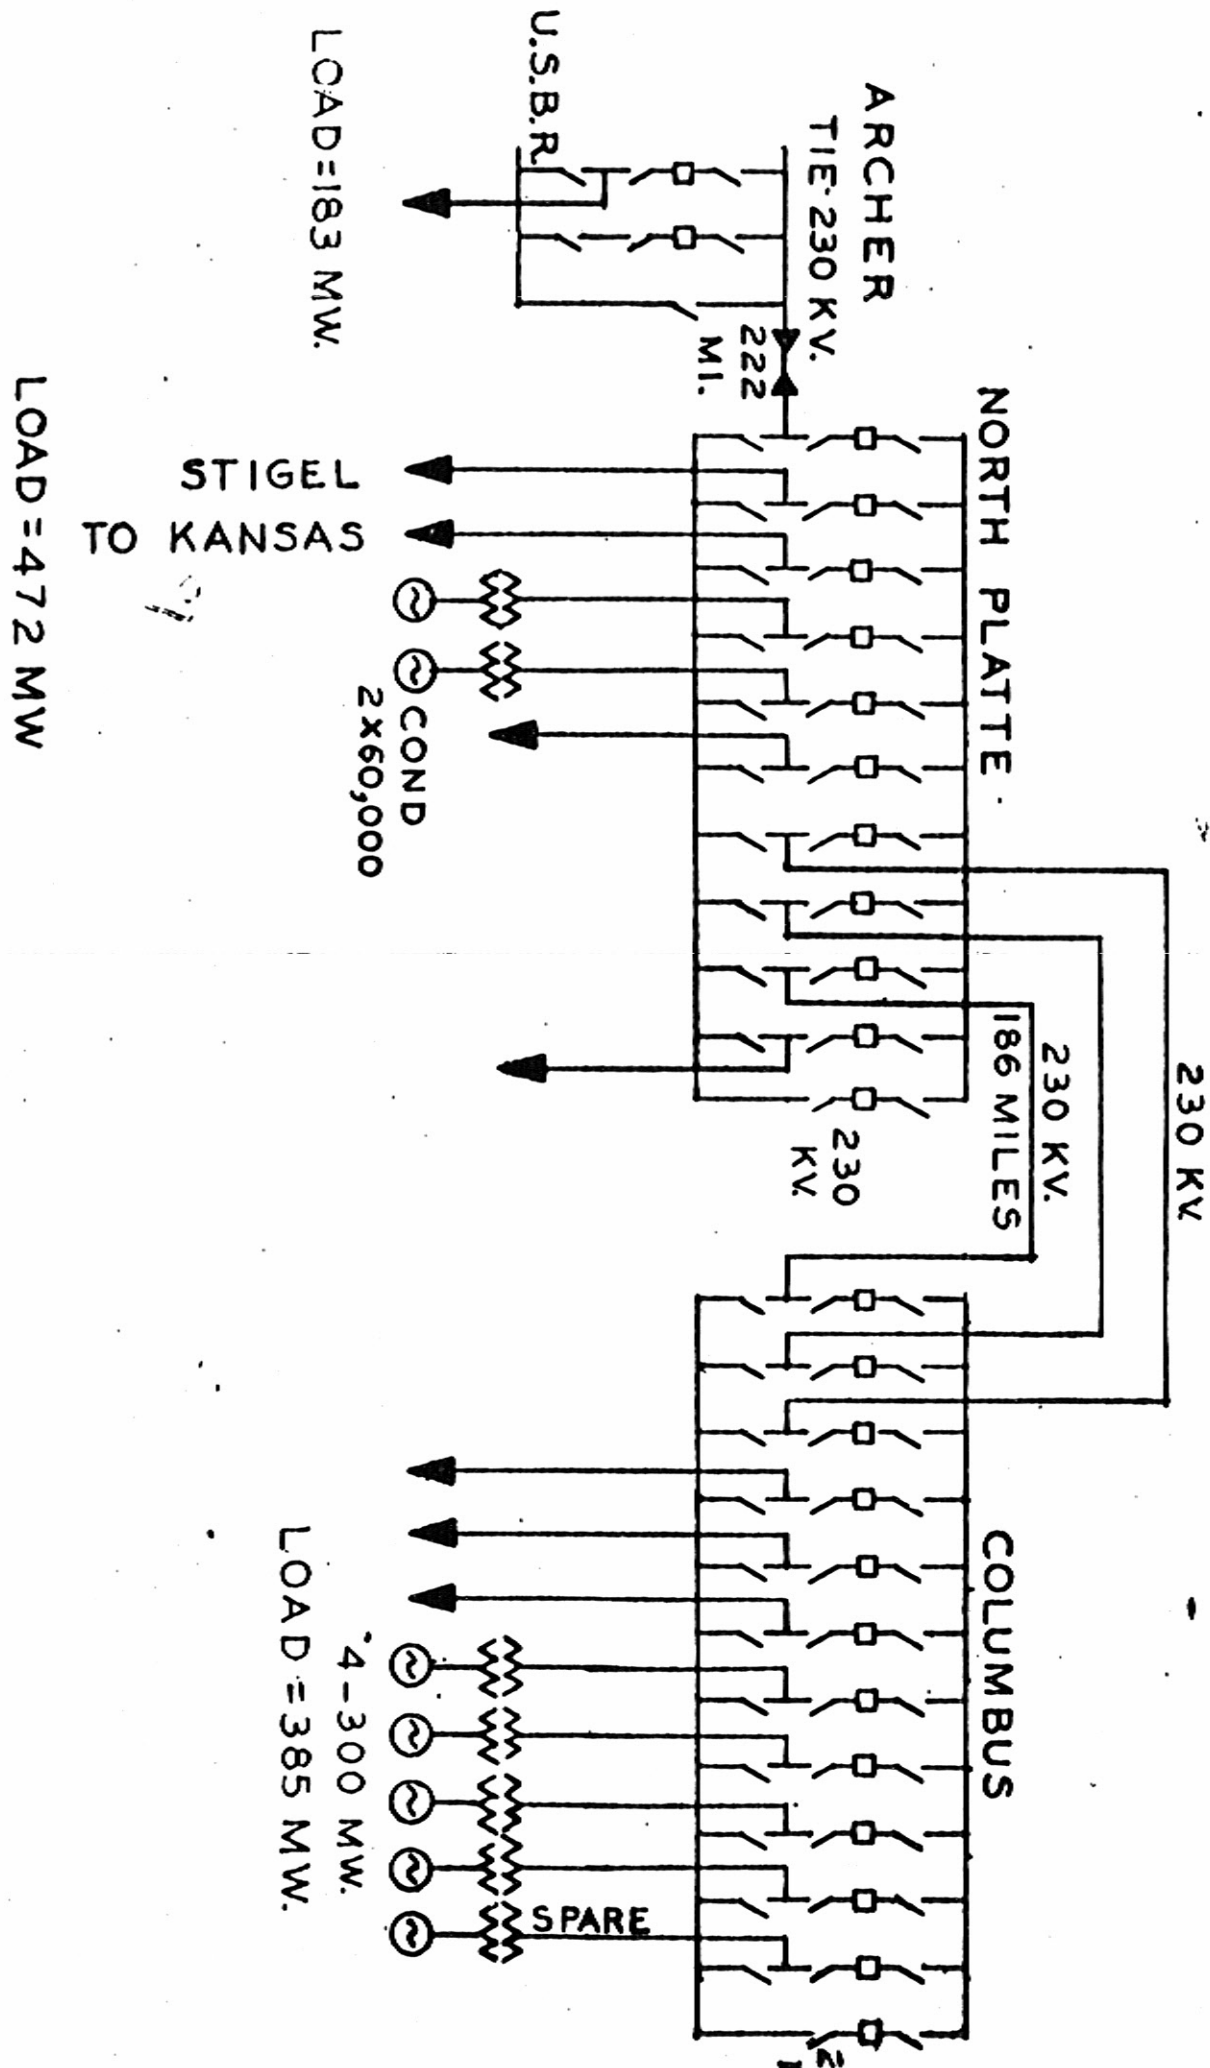 ARCHER
TIE-230 KV.
U.S.B.R.
LOAD=183 MW.
222
MI.
NORTH PLATTE
STIGEL
TO KANSAS
COND
2X60,000
LOAD=472 MW
230 KV.
186 MILES
230 KV
230
KV.
COLUMBUS
SPARE
4-300 MW.
LOAD=385 MW.